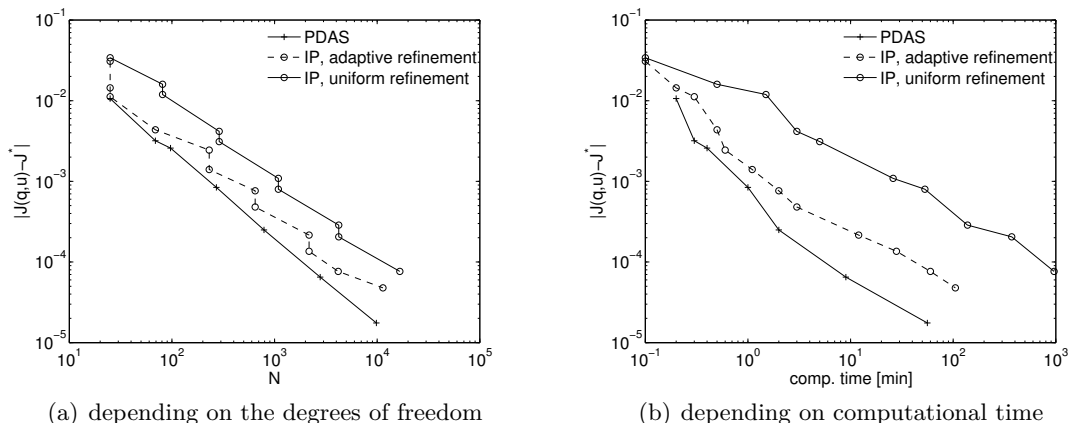 10^-1
10^-2
10^-3
10^-4
10^-5
|J(q,u)−J*|
PDAS
IP, adaptive refinement
IP, uniform refinement
10^1
10^2
10^3
10^4
10^5
N
(a) depending on the degrees of freedom
10^-1
10^-2
10^-3
10^-4
10^-5
|J(q,u)−J*|
PDAS
IP, adaptive refinement
IP, uniform refinement
10^-1
10^0
10^1
10^2
10^3
comp. time [min]
(b) depending on computational time